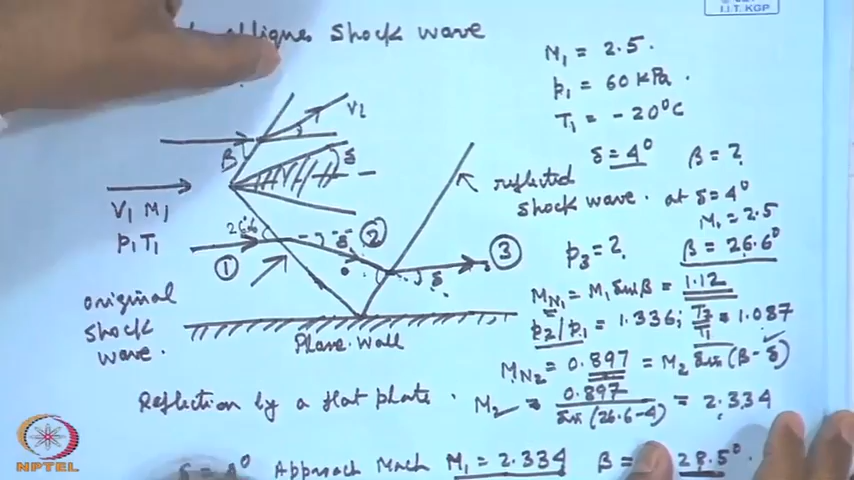 I.I.T. KGP
Shock wave
M₁ = 2.5.
p₁ = 60 kPa.
T₁ = -20°C
δ = 4° β = ?
V₂
β
δ
V₁ M₁
p₁ T₁
26.6
δ
①
②
③
δ
original
shock
wave.
Plane wall
reflected
shock wave. at δ = 4°
M₁ = 2.5
β = 26.6°
p₃ = ?
M_N₁ = M₁ sin β = 1.12
p₂/p₁ = 1.336; T₂/T₁ = 1.087
M_N₂ = 0.897 = M₂ sin (β - δ)
M₂ = 0.897 / sin (26.6-4) = 2.334
Reflection by a flat plate.
δ = 4° Approach Mach M₁ = 2.334 β = 28.5°.
NPTEL